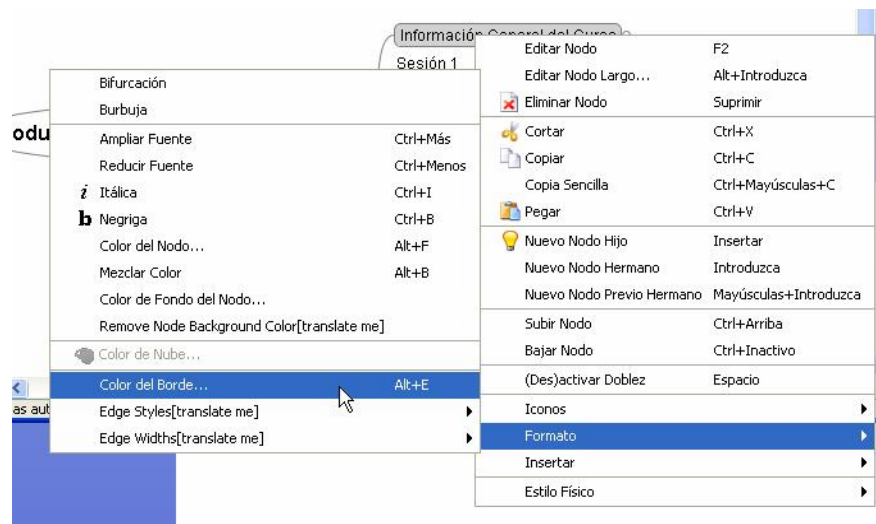 Información General del Curso
Sesión 1
odu
as aut
Bifurcación
Burbuja
Ampliar Fuente Ctrl+Más
Reducir Fuente Ctrl+Menos
i Itálica Ctrl+I
b Negriga Ctrl+B
Color del Nodo... Alt+F
Mezclar Color Alt+B
Color de Fondo del Nodo...
Remove Node Background Color[translate me]
Color de Nube...
Color del Borde... Alt+E
Edge Styles[translate me]
Edge Widths[translate me]
Editar Nodo F2
Editar Nodo Largo... Alt+Introduzca
Eliminar Nodo Suprimir
Cortar Ctrl+X
Copiar Ctrl+C
Copia Sencilla Ctrl+Mayúsculas+C
Pegar Ctrl+V
Nuevo Nodo Hijo Insertar
Nuevo Nodo Hermano Introduzca
Nuevo Nodo Previo Hermano Mayúsculas+Introduzca
Subir Nodo Ctrl+Arriba
Bajar Nodo Ctrl+Inactivo
(Des)activar Doblez Espacio
Iconos
Formato
Insertar
Estilo Físico